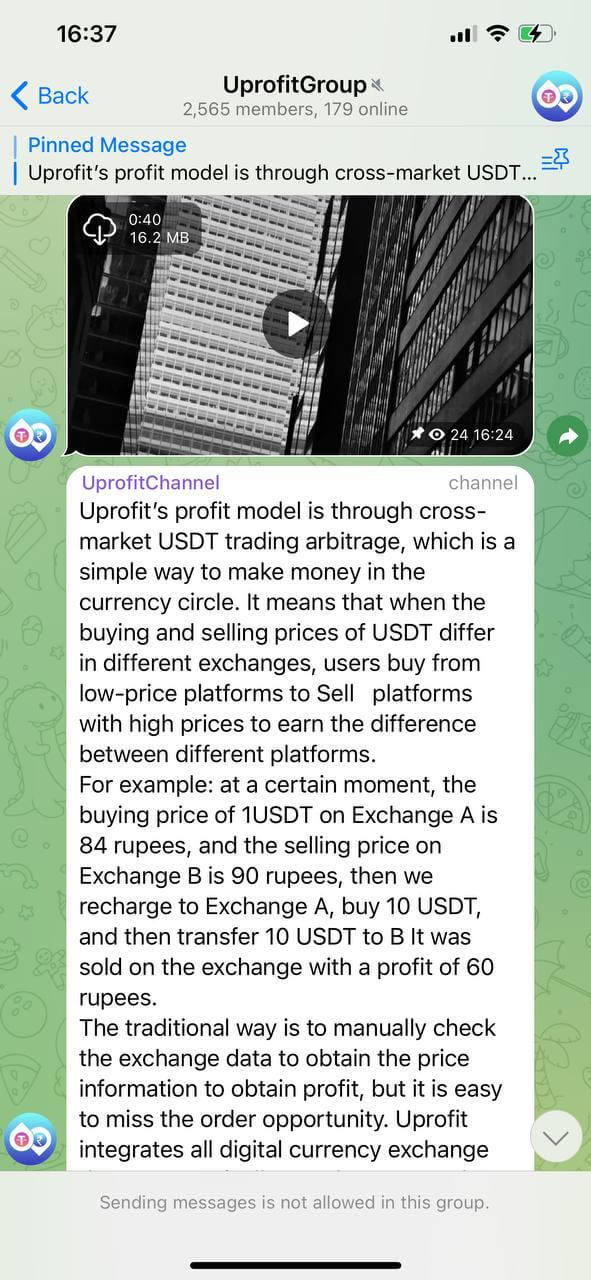 16:37
Back
UprofitGroup
2,565 members, 179 online
Pinned Message
Uprofit's profit model is through cross-market USDT...
0:40
16.2 MB
24 16:24
UprofitChannel channel
Uprofit's profit model is through cross-
market USDT trading arbitrage, which is a
simple way to make money in the
currency circle. It means that when the
buying and selling prices of USDT differ
in different exchanges, users buy from
low-price platforms to Sell   platforms
with high prices to earn the difference
between different platforms.
For example: at a certain moment, the
buying price of 1USDT on Exchange A is
84 rupees, and the selling price on
Exchange B is 90 rupees, then we
recharge to Exchange A, buy 10 USDT,
and then transfer 10 USDT to B It was
sold on the exchange with a profit of 60
rupees.
The traditional way is to manually check
the exchange data to obtain the price
information to obtain profit, but it is easy
to miss the order opportunity. Uprofit
integrates all digital currency exchange
Sending messages is not allowed in this group.